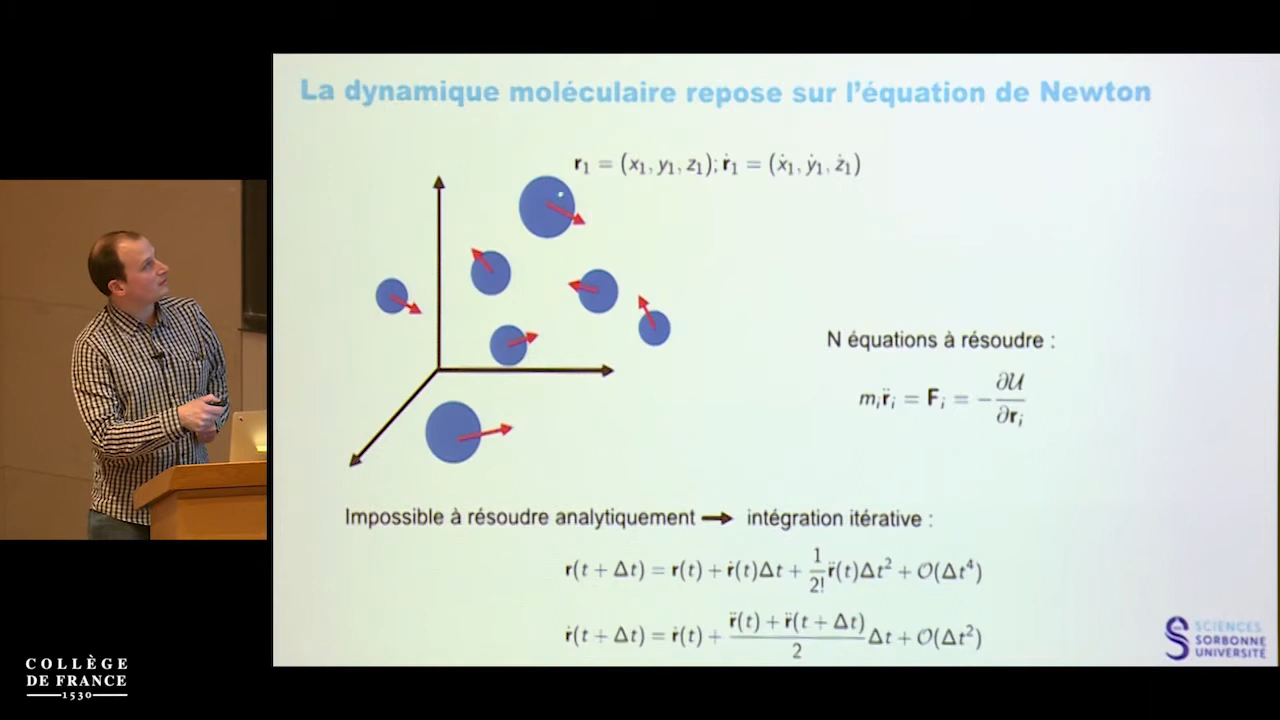 La dynamique moléculaire repose sur l'équation de Newton
r₁ = (x₁, y₁, z₁); ṙ₁ = (ẋ₁, ẏ₁, ż₁)
N équations à résoudre :
mᵢr̈ᵢ = Fᵢ = −∂𝒰/∂rᵢ
Impossible à résoudre analytiquement → intégration itérative :
r(t + Δt) = r(t) + ṙ(t)Δt + 1/2! r̈(t)Δt² + 𝒪(Δt⁴)
ṙ(t + Δt) = ṙ(t) + r̈(t) + r̈(t + Δt)/2 Δt + 𝒪(Δt²)
SCIENCES
SORBONNE
UNIVERSITÉ
COLLÈGE
DE FRANCE
1530